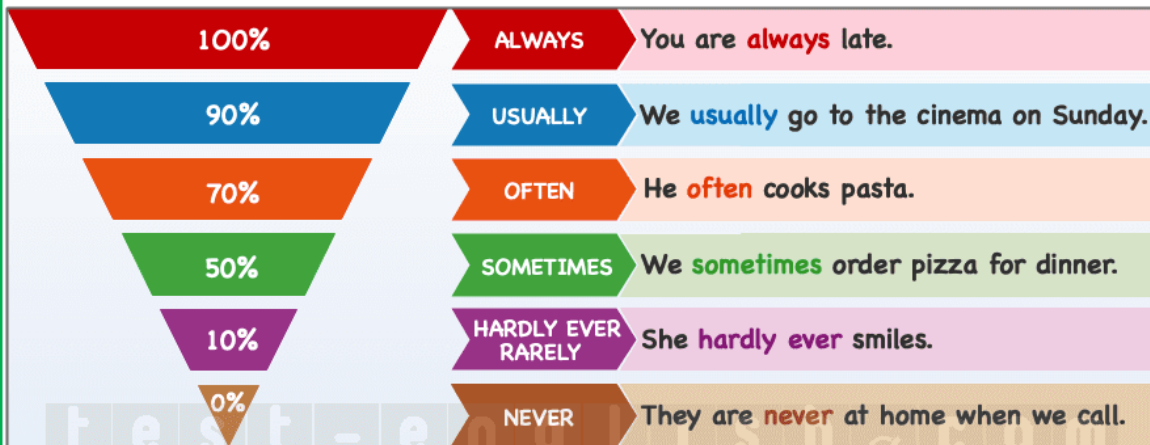 100% ALWAYS You are always late.
90% USUALLY We usually go to the cinema on Sunday.
70% OFTEN He often cooks pasta.
50% SOMETIMES We sometimes order pizza for dinner.
10% HARDLY EVER
RARELY She hardly ever smiles.
0% NEVER They are never at home when we call.